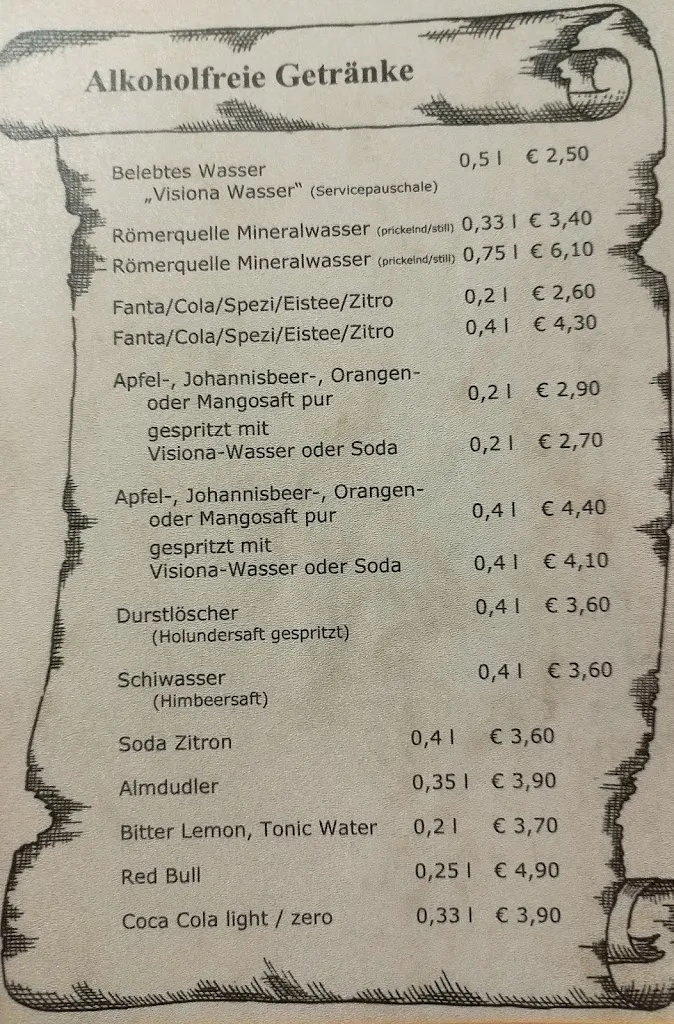 Alkoholfreie Getränke
Belebtes Wasser 0,5 l € 2,50
„Visiona Wasser“ (Servicepauschale)
Römerquelle Mineralwasser (prickelnd/still) 0,33 l € 3,40
Römerquelle Mineralwasser (prickelnd/still) 0,75 l € 6,10
Fanta/Cola/Spezi/Eistee/Zitro 0,2 l € 2,60
Fanta/Cola/Spezi/Eistee/Zitro 0,4 l € 4,30
Apfel-, Johannisbeer-, Orangen-
oder Mangosaft pur 0,2 l € 2,90
gespritzt mit
Visiona-Wasser oder Soda 0,2 l € 2,70
Apfel-, Johannisbeer-, Orangen-
oder Mangosaft pur 0,4 l € 4,40
gespritzt mit
Visiona-Wasser oder Soda 0,4 l € 4,10
Durstlöscher 0,4 l € 3,60
(Holundersaft gespritzt)
Schiwasser 0,4 l € 3,60
(Himbeersaft)
Soda Zitron 0,4 l € 3,60
Almdudler 0,35 l € 3,90
Bitter Lemon, Tonic Water 0,2 l € 3,70
Red Bull 0,25 l € 4,90
Coca Cola light / zero 0,33 l € 3,90